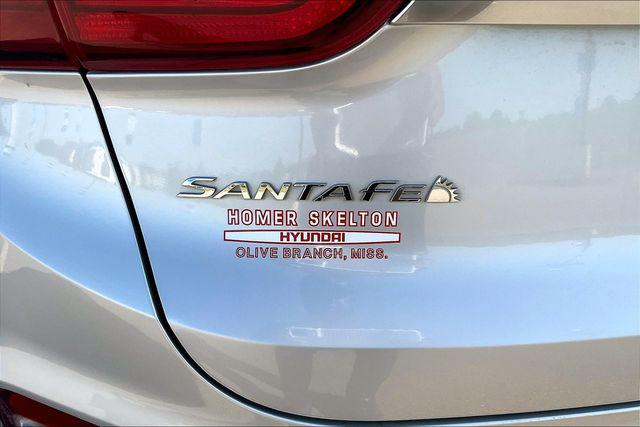 SANTA FE
HOMER SKELTON
HYUNDAI
OLIVE BRANCH, MISS.